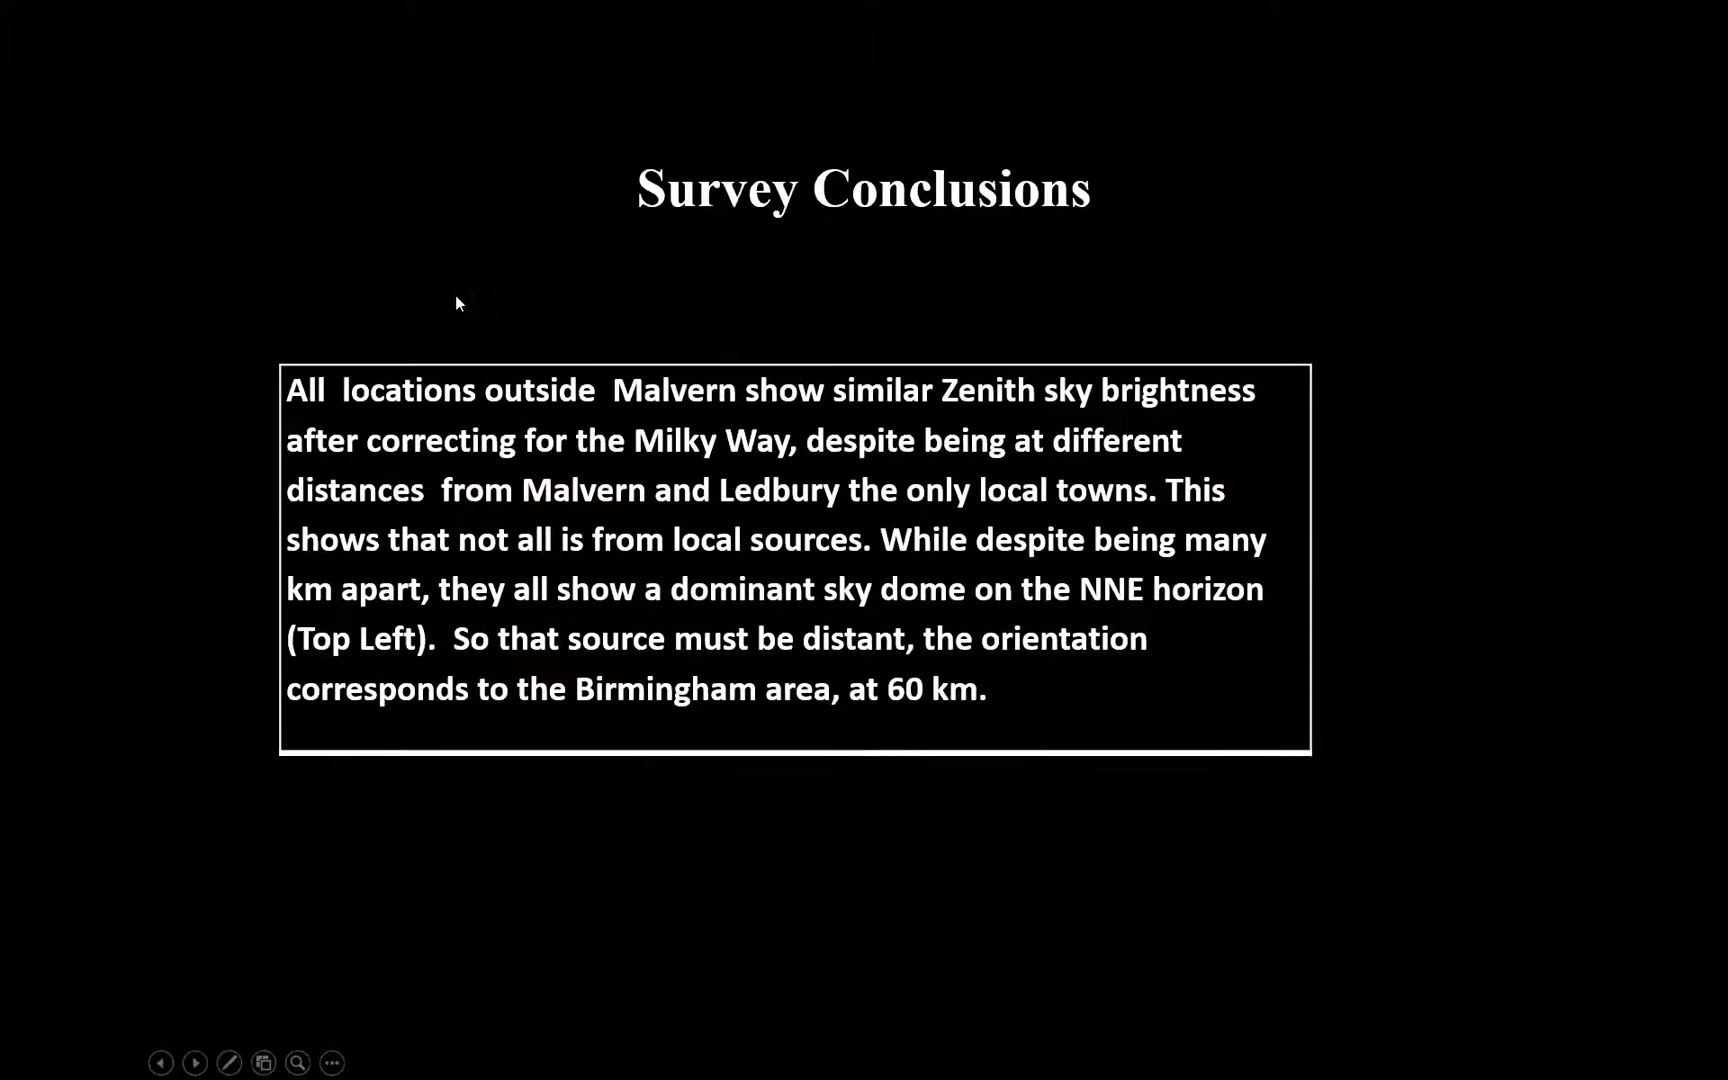 Survey Conclusions
All  locations outside  Malvern show similar Zenith sky brightness
after correcting for the Milky Way, despite being at different
distances  from Malvern and Ledbury the only local towns. This
shows that not all is from local sources. While despite being many
km apart, they all show a dominant sky dome on the NNE horizon
(Top Left).  So that source must be distant, the orientation
corresponds to the Birmingham area, at 60 km.